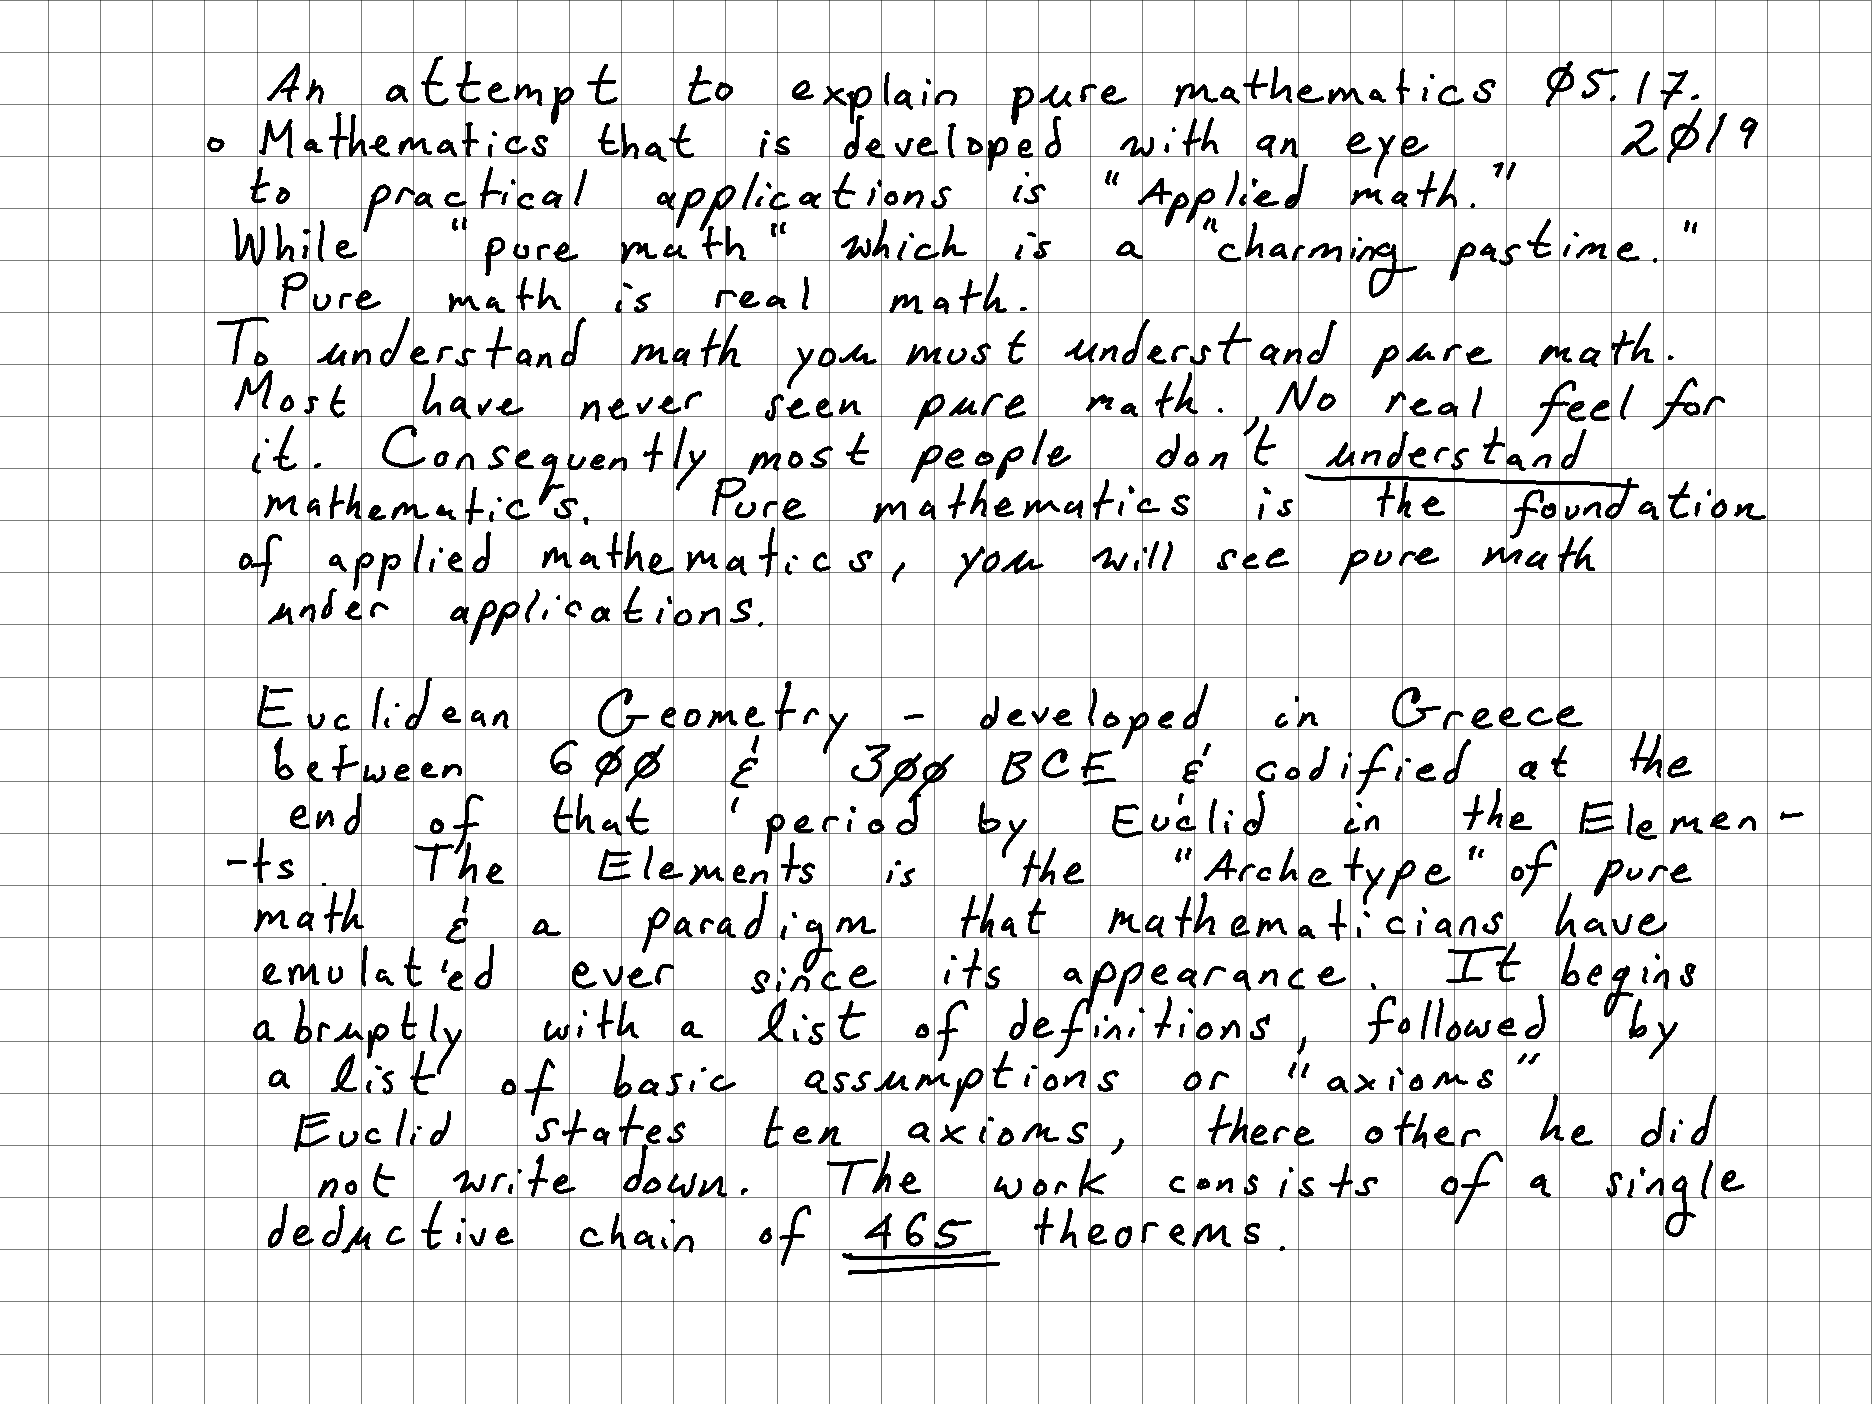 An attempt to explain pure mathematics Ø5.17.
2Ø19
o Mathematics that is developed with an eye
to practical applications is "Applied math."
While "pure math" which is a "charming pastime."
Pure math is real math.
To understand math you must understand pure math.
Most have never seen pure math. No real feel for
it. Consequently most people don't understand
mathematic's. Pure mathematics is the foundation
of applied mathematics, you will see pure math
under applications.
Euclidean Geometry - developed in Greece
between 6ØØ & 3ØØ BCE & codified at the
end of that period by Euclid in the Elemen-
-ts. The Elements is the "Archetype" of pure
math & a paradigm that mathematicians have
emulated ever since its appearance. It begins
abruptly with a list of definitions, followed by
a list of basic assumptions or "axioms"
Euclid states ten axioms, there other he did
not write down. The work consists of a single
deductive chain of 465 theorems.